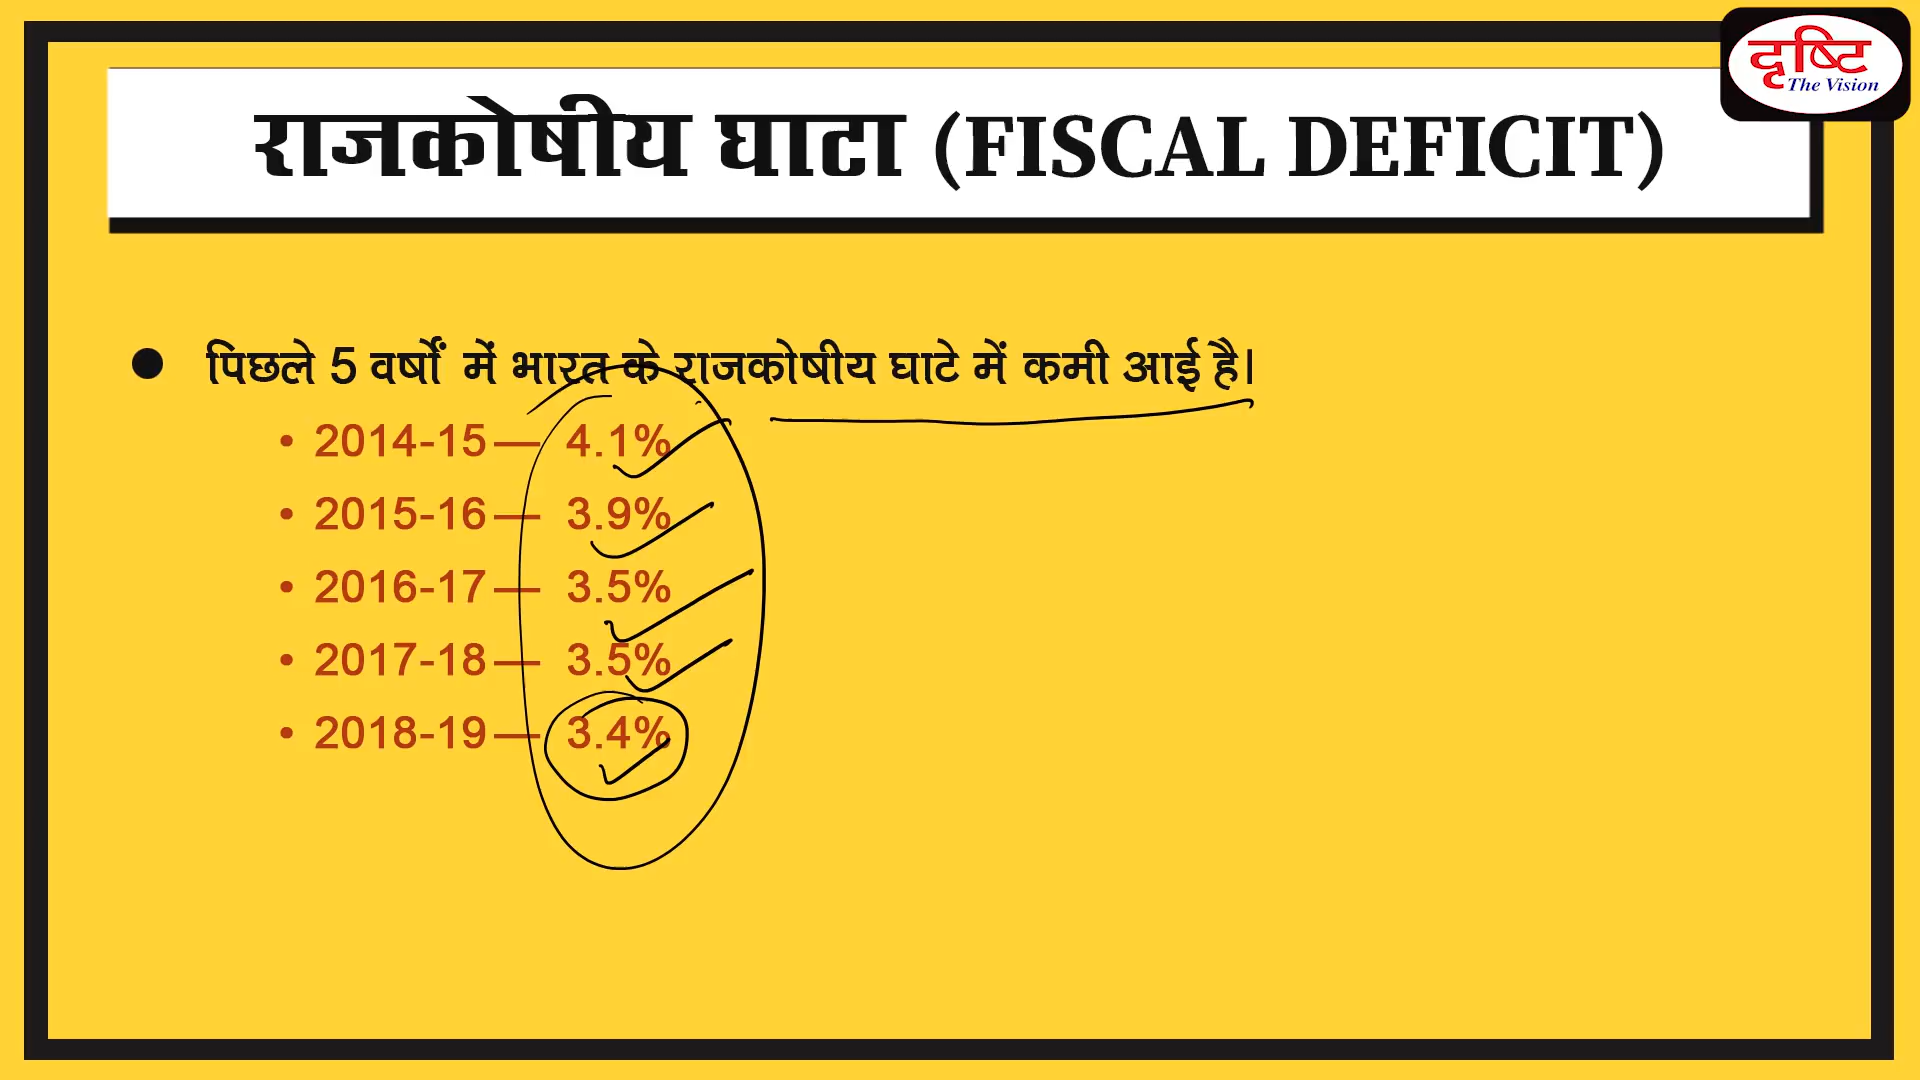 दृष्टि
The Vision
राजकोषीय घाटा (FISCAL DEFICIT)
● पिछले 5 वर्षों में भारत के राजकोषीय घाटे में कमी आई है।
• 2014-15 — 4.1%
• 2015-16 — 3.9%
• 2016-17 — 3.5%
• 2017-18 — 3.5%
• 2018-19 — 3.4%